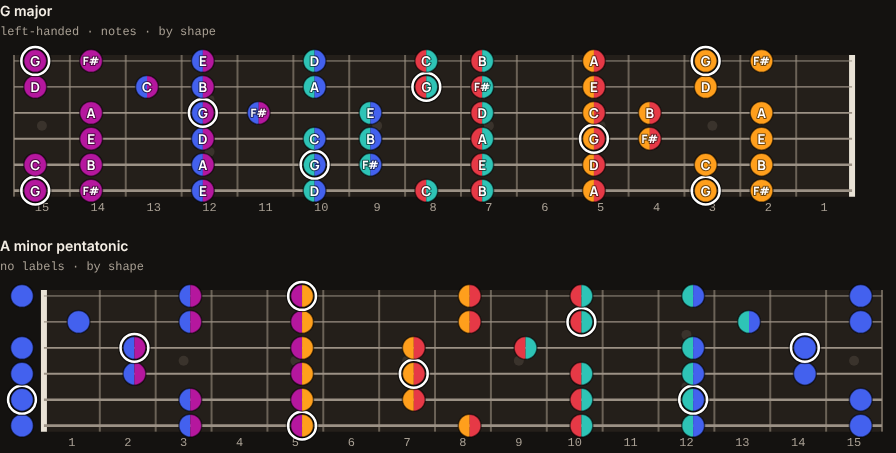 G major
left-handed · notes · by shape
G F# E D C B A G F#
D C B A G F# E D
A G F# E D C B A
E D C B A G F# E
C B A G F# E D C B
G F# E D C B A G F#
15 14 13 12 11 10 9 8 7 6 5 4 3 2 1
A minor pentatonic
no labels · by shape
1 2 3 4 5 6 7 8 9 10 11 12 13 14 15